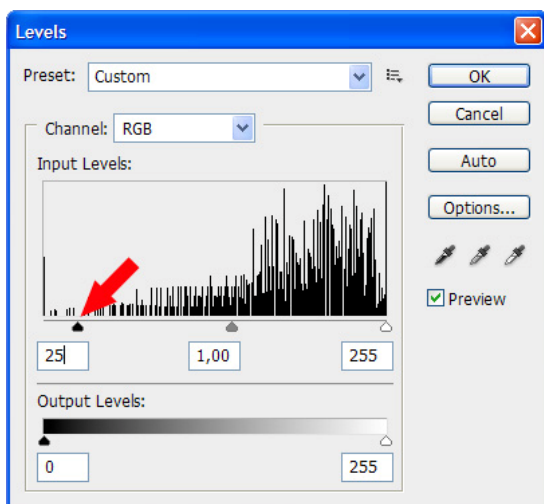 Levels
Preset: Custom
OK
Cancel
Channel: RGB
Input Levels:
Auto
Options...
Preview
25 1,00 255
Output Levels:
0 255